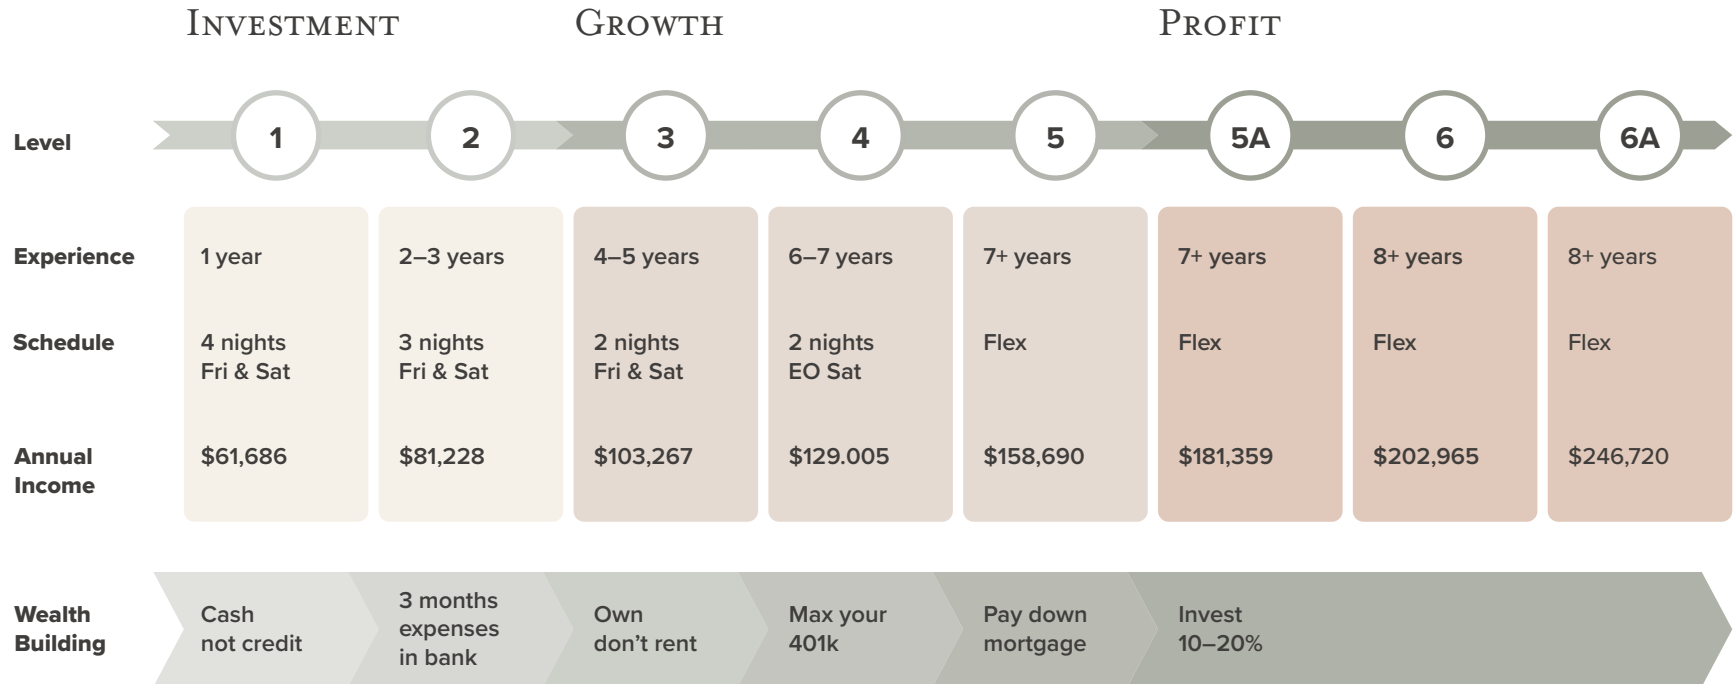 INVESTMENT GROWTH PROFIT
Level 1 2 3 4 5 5A 6 6A
Experience 1 year 2–3 years 4–5 years 6–7 years 7+ years 7+ years 8+ years 8+ years
Schedule 4 nights 3 nights 2 nights 2 nights Flex Flex Flex Flex
Fri & Sat Fri & Sat Fri & Sat EO Sat
Annual $61,686 $81,228 $103,267 $129.005 $158,690 $181,359 $202,965 $246,720
Income
Wealth Building
Cash
not credit
3 months
expenses
in bank
Own
don’t rent
Max your
401k
Pay down
mortgage
Invest
10–20%